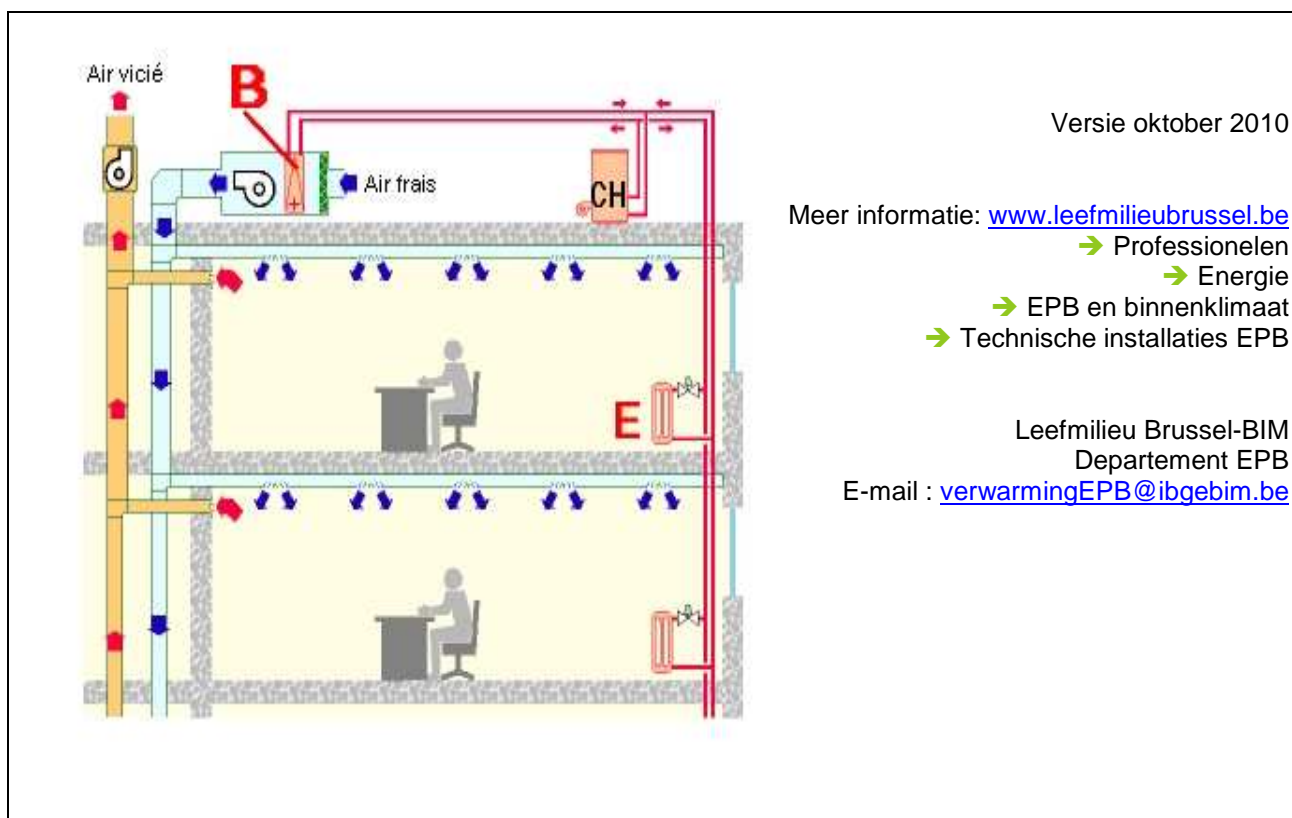 Air vicié
B
Air frais
CH
E
Versie oktober 2010
Meer informatie: www.leefmilieubrussel.be
➔ Professionelen
➔ Energie
➔ EPB en binnenklimaat
➔ Technische installaties EPB
Leefmilieu Brussel-BIM
Departement EPB
E-mail : verwarmingEPB@ibgebim.be